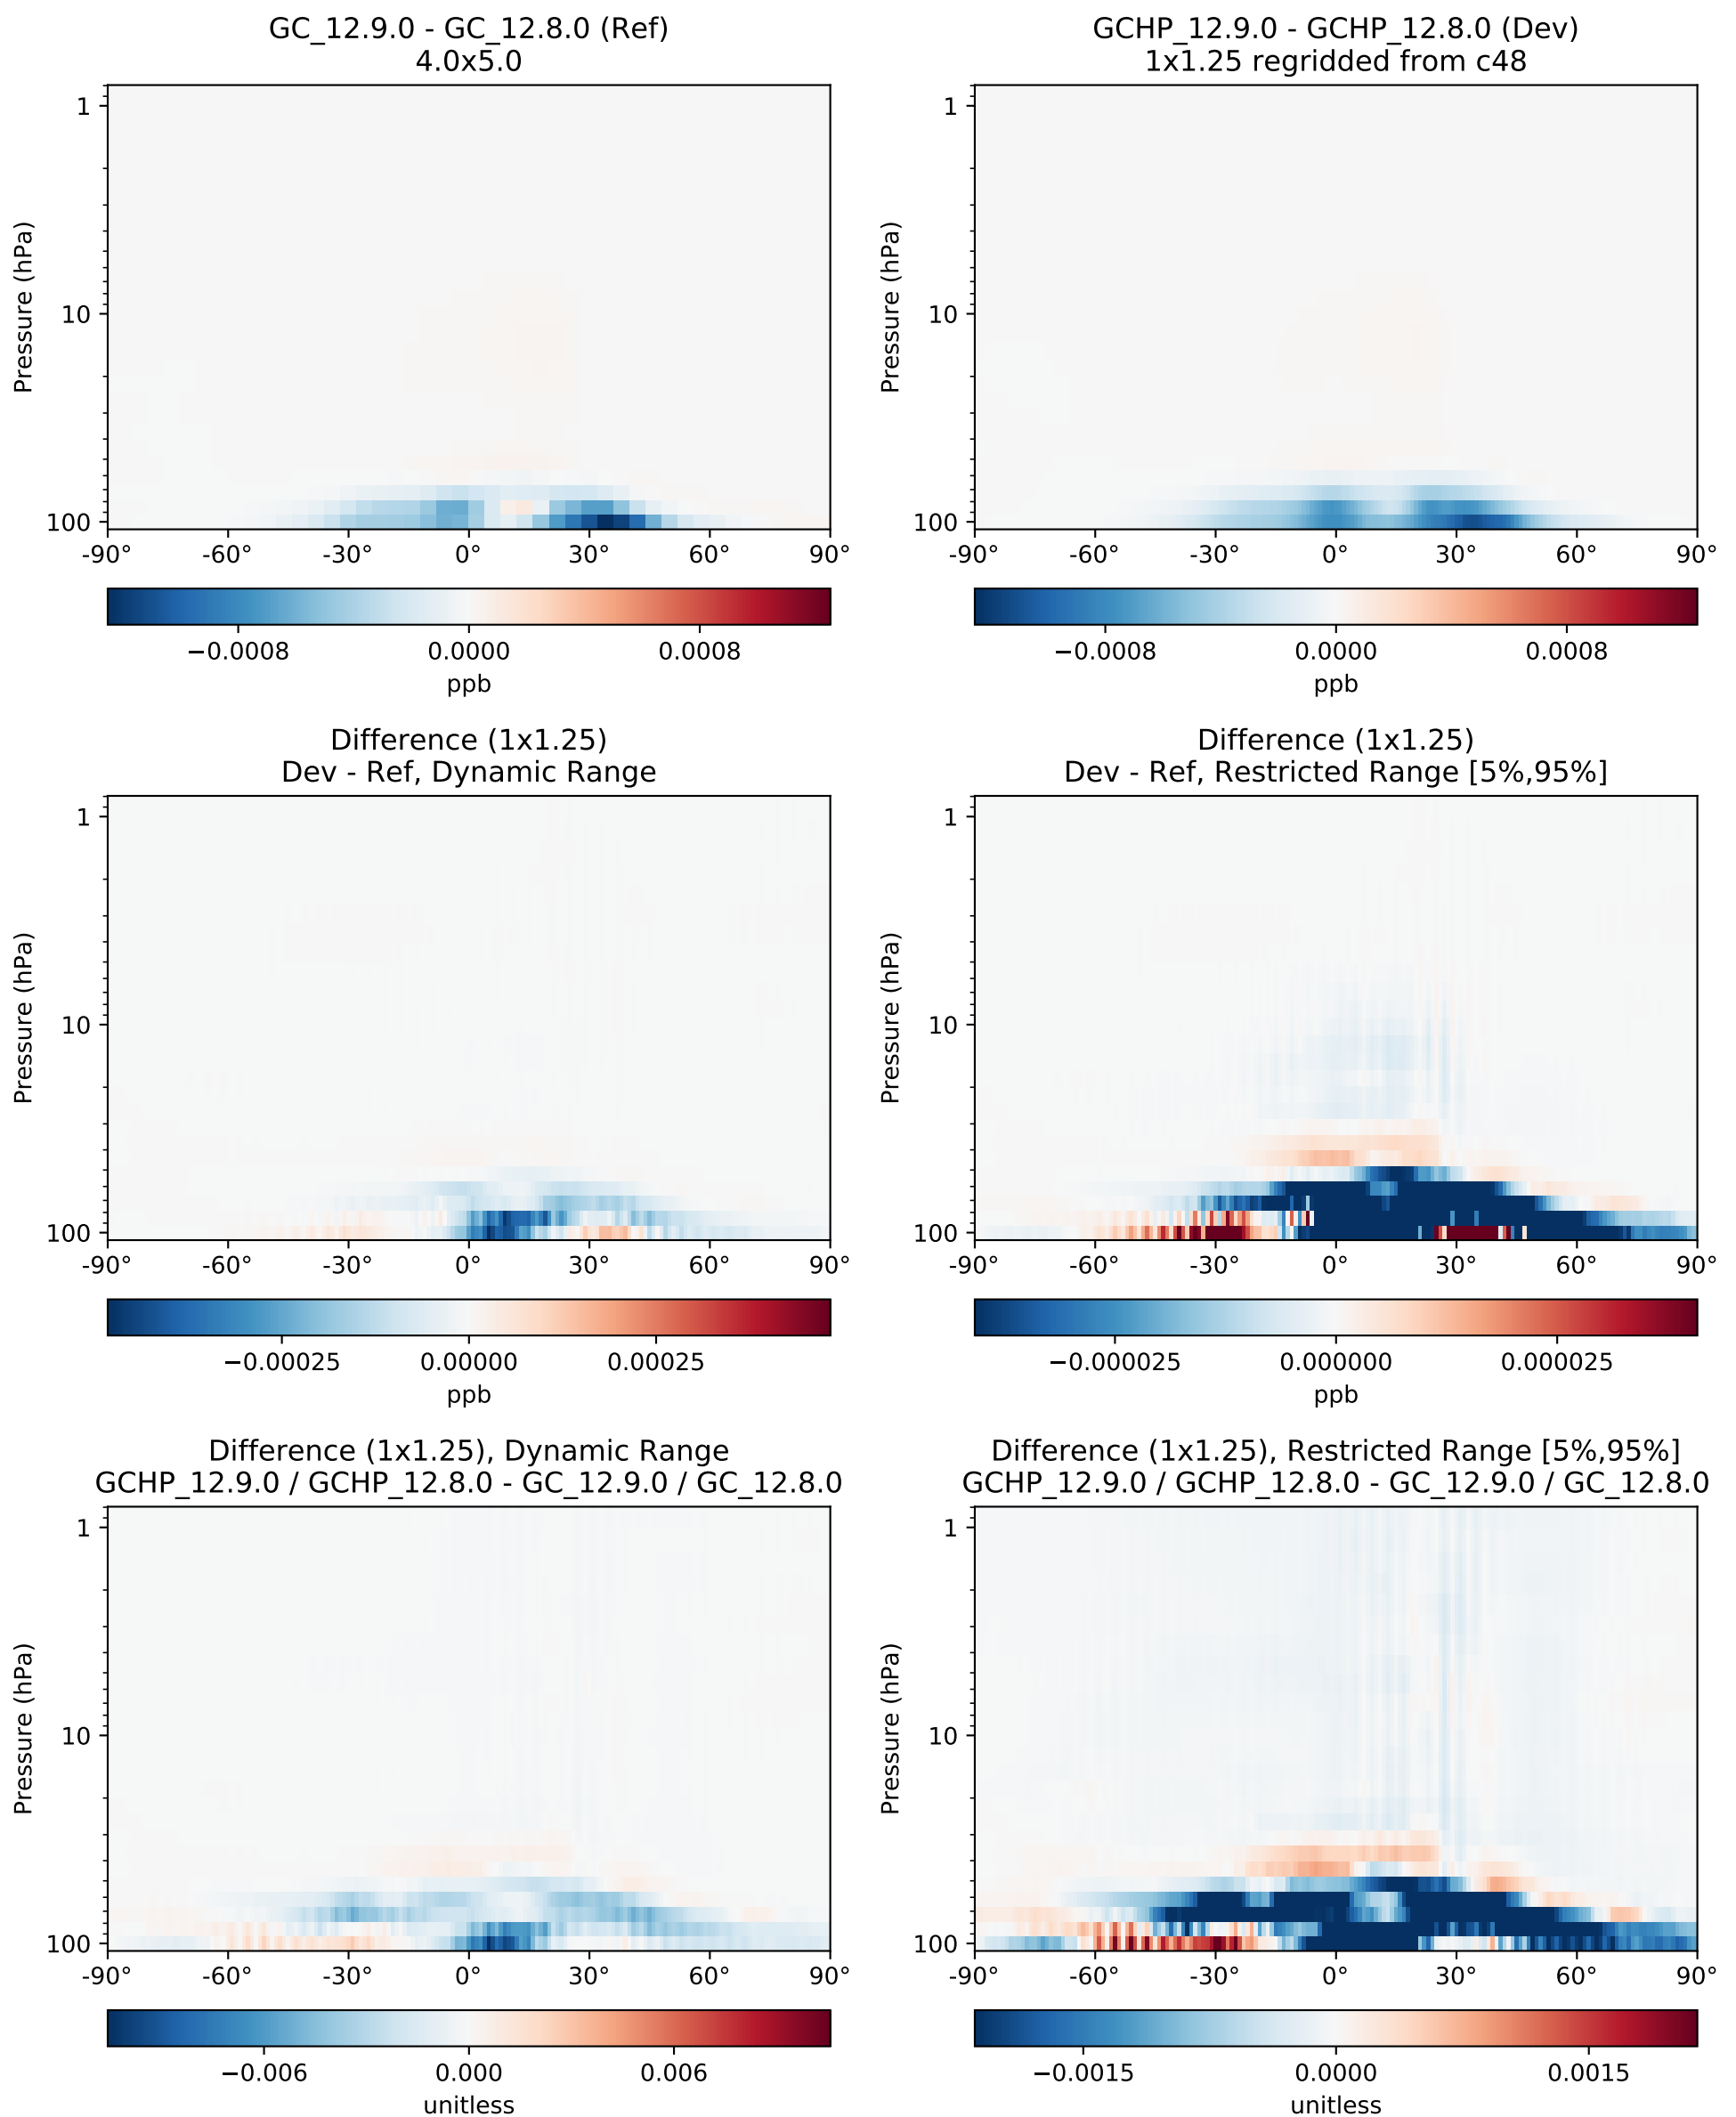 GC_12.9.0 - GC_12.8.0 (Ref)
4.0x5.0
Pressure (hPa)
1
10
100
-90° -60° -30° 0° 30° 60° 90°
−0.0008 0.0000 0.0008
ppb
GCHP_12.9.0 - GCHP_12.8.0 (Dev)
1x1.25 regridded from c48
Pressure (hPa)
1
10
100
-90° -60° -30° 0° 30° 60° 90°
−0.0008 0.0000 0.0008
ppb
Difference (1x1.25)
Dev - Ref, Dynamic Range
Pressure (hPa)
1
10
100
-90° -60° -30° 0° 30° 60° 90°
−0.00025 0.00000 0.00025
ppb
Difference (1x1.25)
Dev - Ref, Restricted Range [5%,95%]
Pressure (hPa)
1
10
100
-90° -60° -30° 0° 30° 60° 90°
−0.000025 0.000000 0.000025
ppb
Difference (1x1.25), Dynamic Range
GCHP_12.9.0 / GCHP_12.8.0 - GC_12.9.0 / GC_12.8.0
Pressure (hPa)
1
10
100
-90° -60° -30° 0° 30° 60° 90°
−0.006 0.000 0.006
unitless
Difference (1x1.25), Restricted Range [5%,95%]
GCHP_12.9.0 / GCHP_12.8.0 - GC_12.9.0 / GC_12.8.0
Pressure (hPa)
1
10
100
-90° -60° -30° 0° 30° 60° 90°
−0.0015 0.0000 0.0015
unitless